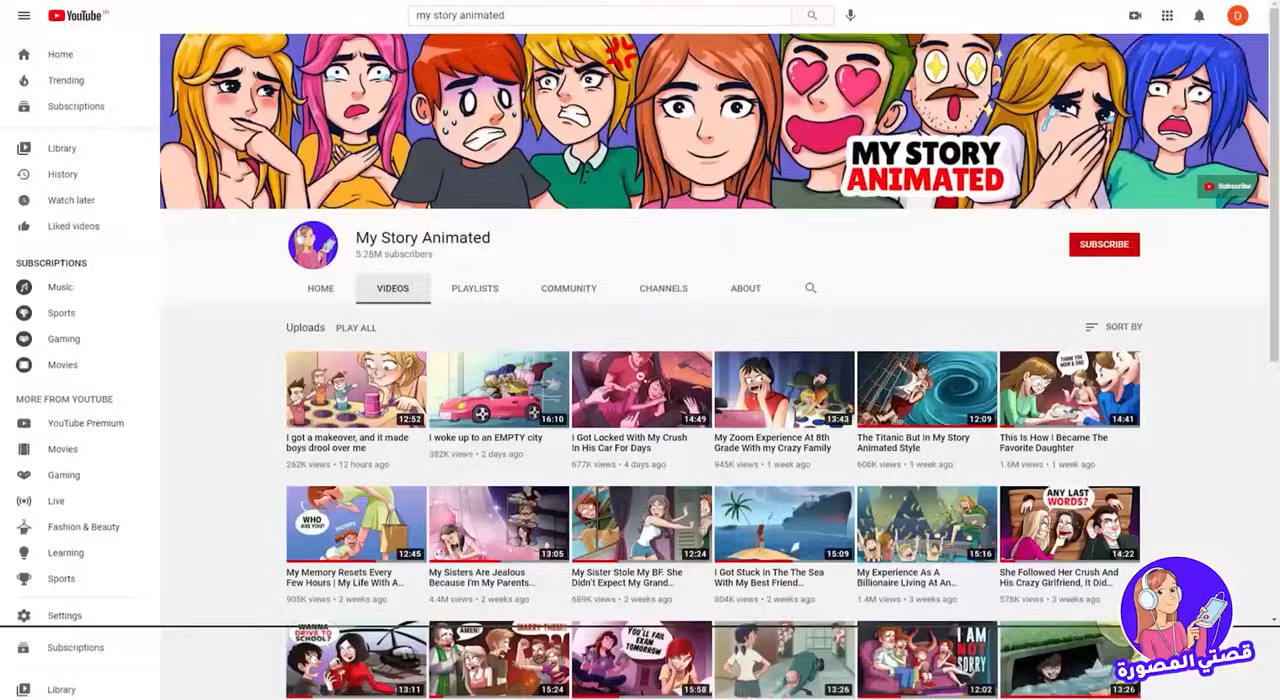 YouTube IN
my story animated
D
Home
Trending
Subscriptions
Library
History
Watch later
Liked videos
SUBSCRIPTIONS
Music
Sports
Gaming
Movies
MORE FROM YOUTUBE
YouTube Premium
Movies
Gaming
Live
Fashion & Beauty
Learning
Sports
Settings
Subscriptions
Library
MY STORY
ANIMATED
Subscribe
My Story Animated
5.28M subscribers
SUBSCRIBE
HOME
VIDEOS
PLAYLISTS
COMMUNITY
CHANNELS
ABOUT
Uploads
PLAY ALL
SORT BY
12:52
I got a makeover, and it made
boys drool over me
262K views • 12 hours ago
16:10
I woke up to an EMPTY city
382K views • 2 days ago
14:49
I Got Locked With My Crush
In His Car For Days
677K views • 4 days ago
13:43
My Zoom Experience At 8th
Grade With my Crazy Family
945K views • 1 week ago
12:09
The Titanic But In My Story
Animated Style
606K views • 1 week ago
THANK YOU
MOM & DAD
14:41
This Is How I Became The
Favorite Daughter
1.6M views • 1 week ago
WHO
ARE YOU?
12:45
My Memory Resets Every
Few Hours | My Life With A...
905K views • 2 weeks ago
13:05
My Sisters Are Jealous
Because I'm My Parents...
4.4M views • 2 weeks ago
12:24
My Sister Stole My BF. She
Didn't Expect My Grand...
689K views • 2 weeks ago
15:09
I Got Stuck In The The Sea
With My Best Friend...
804K views • 2 weeks ago
15:16
My Experience As A
Billionaire Living At An...
1.4M views • 3 weeks ago
ANY LAST
WORDS?
14:22
She Followed Her Crush And
His Crazy Girlfriend, It Did...
578K views • 3 weeks ago
WANNA
DRIVE TO
SCHOOL?
13:11
AMEN!
MARRY THEM!!
15:24
YOU'LL FAIL
EXAM
TOMORROW
15:58
13:26
I AM
NOT
SORRY
12:02
13:26
قصتي المصورة